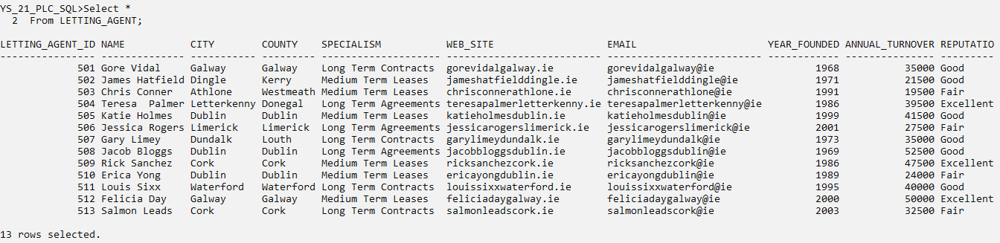 YS_21_PLC_SQL>Select *
  2  From LETTING_AGENT;
LETTING_AGENT_ID NAME           CITY        COUNTY    SPECIALISM           WEB_SITE                  EMAIL                     YEAR_FOUNDED ANNUAL_TURNOVER REPUTATIO
---------------- -------------- ----------- --------- -------------------- ------------------------- ------------------------- ------------ --------------- ---------
             501 Gore Vidal     Galway      Galway    Long Term Contracts  gorevidalgalway.ie        gorevidalgalway@ie                1968           35000 Good
             502 James Hatfield Dingle      Kerry     Medium Term Leases   jameshatfielddingle.ie    jameshatfielddingle@ie            1971           21500 Good
             503 Chris Conner   Athlone     Westmeath Medium Term Leases   chrisconnerathlone.ie     chrisconnerathlone@ie             1991           19500 Fair
             504 Teresa  Palmer Letterkenny Donegal   Long Term Agreements teresapalmerletterkenny.ie teresapalmerletterkenny@ie        1986           39500 Excellent
             505 Katie Holmes   Dublin      Dublin    Medium Term Leases   katieholmesdublin.ie      katieholmesdublin@ie              1999           41500 Good
             506 Jessica Rogers Limerick    Limerick  Long Term Agreements jessicarogerslimerick.ie  jessicarogerslimerick@ie          2001           27500 Fair
             507 Gary Limey     Dundalk     Louth     Long Term Contracts  garylimeydundalk.ie       garylimeydundalk@ie               1973           35000 Good
             508 Jacob Bloggs   Dublin      Dublin    Long Term Agreements jacobbloggsdublin.ie      jacobbloggsdublin@ie              1969           52500 Good
             509 Rick Sanchez   Cork        Cork      Medium Term Leases   ricksanchezcork.ie        ricksanchezcork@ie                1986           47500 Excellent
             510 Erica Yong     Dublin      Dublin    Medium Term Leases   ericayongdublin.ie        ericayongdublin@ie                1989           24000 Fair
             511 Louis Sixx     Waterford   Waterford Long Term Contracts  louissixxwaterford.ie     louissixxwaterford@ie             1995           40000 Good
             512 Felicia Day    Galway      Galway    Medium Term Leases   feliciadaygalway.ie       feliciadaygalway@ie               2000           50000 Excellent
             513 Salmon Leads   Cork        Cork      Long Term Contracts  salmonleadscork.ie        salmonleadscork@ie                2003           32500 Fair
13 rows selected.